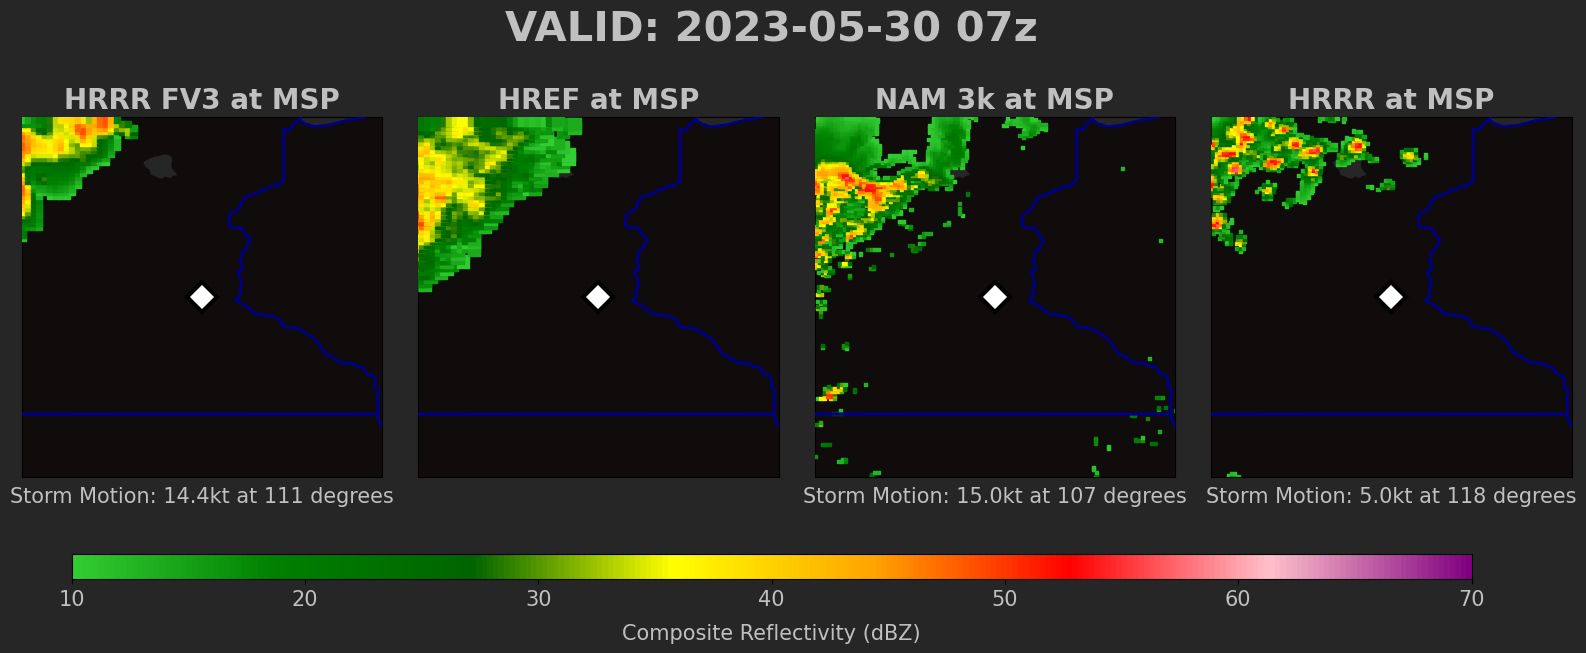 VALID: 2023-05-30 07z
HRRR FV3 at MSP
HREF at MSP
NAM 3k at MSP
HRRR at MSP
Storm Motion: 14.4kt at 111 degrees
Storm Motion: 15.0kt at 107 degrees
Storm Motion: 5.0kt at 118 degrees
10 20 30 40 50 60 70
Composite Reflectivity (dBZ)